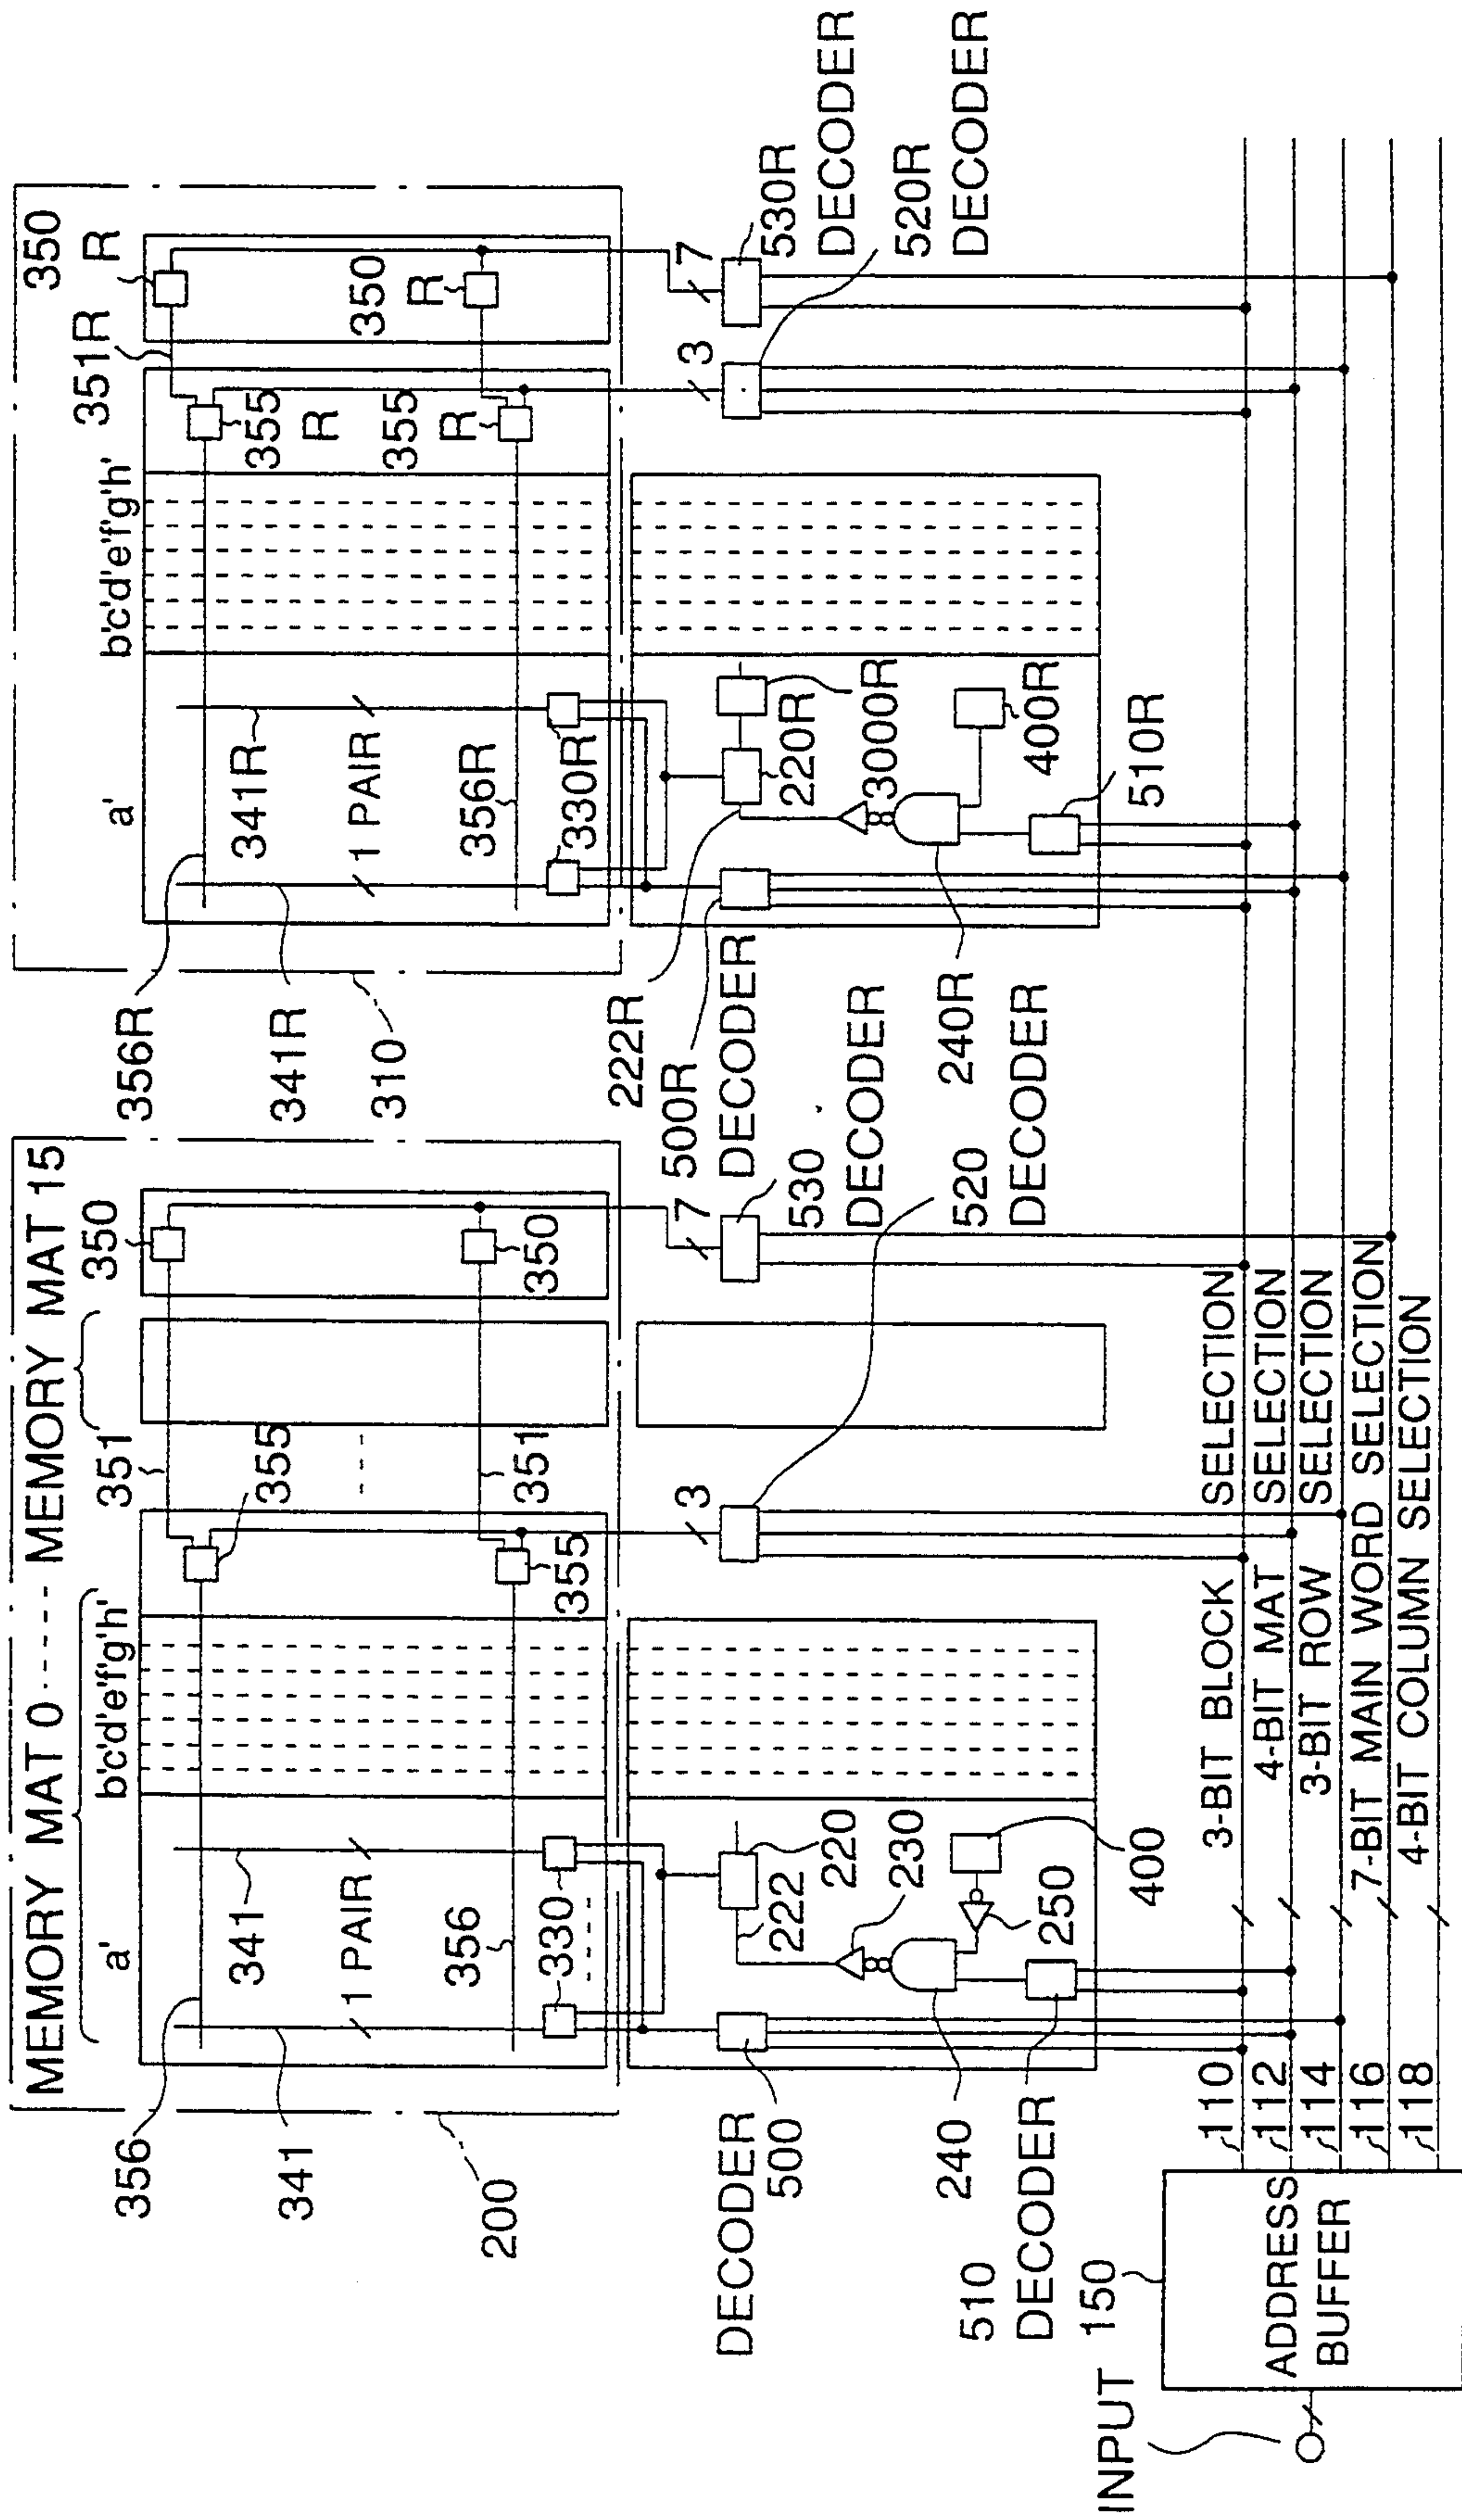 MEMORY MAT 0 ---- MEMORY MAT 15
a'
b'c'd'e'f'g'h'
350
351
355
356
341
341
1 PAIR
356
330
350
351
355
200
DECODER
500
222
220
230
240
250
400
510
DECODER
3
7
530
DECODER
520
DECODER
350
R
351R
a'
b'c'd'e'f'g'h'
356R
341R
310
341R
1 PAIR
356R
330R
355
R
355
R
350
R
222R
500R
DECODER
220R
3000R
240R
400R
510R
3
7
530R
DECODER
520R
DECODER
INPUT
150
ADDRESS
BUFFER
110
3-BIT BLOCK SELECTION
112
4-BIT MAT SELECTION
114
3-BIT ROW SELECTION
116
7-BIT MAIN WORD SELECTION
118
4-BIT COLUMN SELECTION